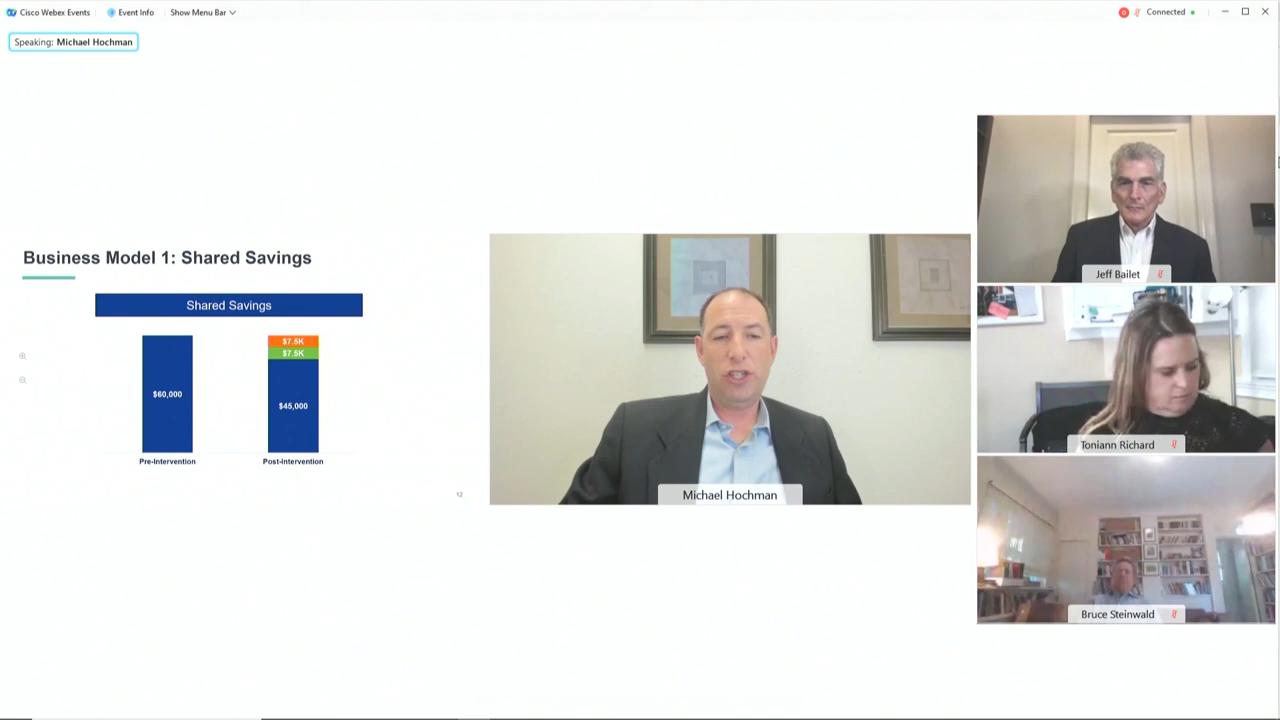 Cisco Webex Events
Event Info
Show Menu Bar
Connected
Speaking: Michael Hochman
Business Model 1: Shared Savings
Shared Savings
$7.5K
$7.5K
$60,000
$45,000
Pre-Intervention
Post-Intervention
12
Michael Hochman
Jeff Bailet
Toniann Richard
Bruce Steinwald